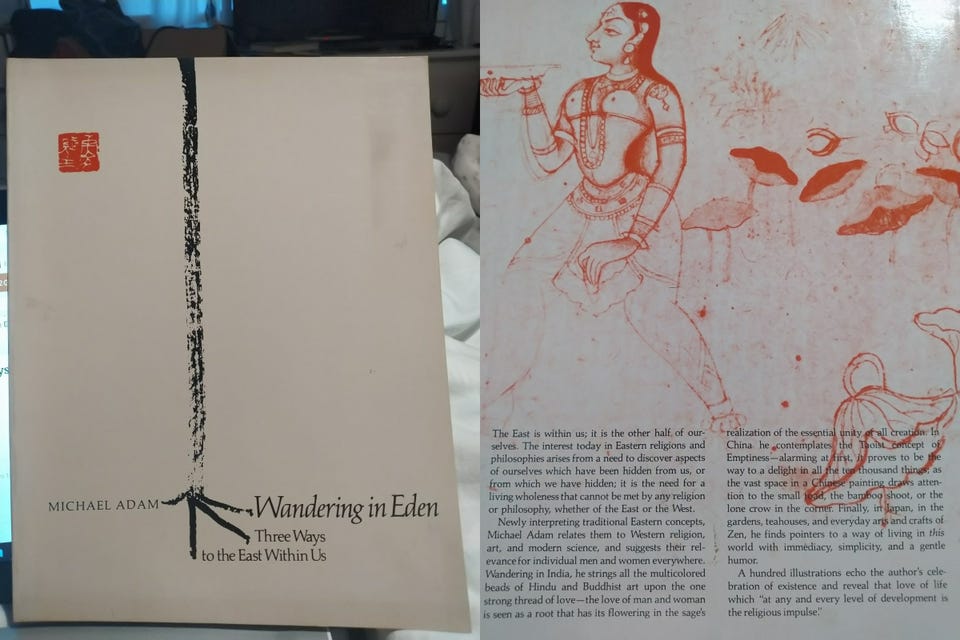 MICHAEL ADAM
Wandering in Eden
Three Ways
to the East Within Us
The East is within us; it is the other half of our-
selves. The interest today in Eastern religions and
philosophies arises from a need to discover aspects
of ourselves which have been hidden from us, or
from which we have hidden; it is the need for a
living wholeness that cannot be met by any religion
or philosophy, whether of the East or the West.
Newly interpreting traditional Eastern concepts,
Michael Adam relates them to Western religion,
art, and modern science, and suggests their rel-
evance for individual men and women everywhere.
Wandering in India, he strings all the multicolored
beads of Hindu and Buddhist art upon the one
strong thread of love—the love of man and woman
is seen as a root that has its flowering in the sage's
realization of the essential unity of all creation. In
China he contemplates the Taoist concept of
Emptiness—alarming at first, it proves to be the
way to a delight in all the ten thousand things; as
the vast space in a Chinese painting draws atten-
tion to the small road, the bamboo shoot, or the
lone crow in the corner. Finally, in Japan, in the
gardens, teahouses, and everyday arts and crafts of
Zen, he finds pointers to a way of living in this
world with immediacy, simplicity, and a gentle
humor.
A hundred illustrations echo the author's cele-
bration of existence and reveal that love of life
which "at any and every level of development is
the religious impulse."